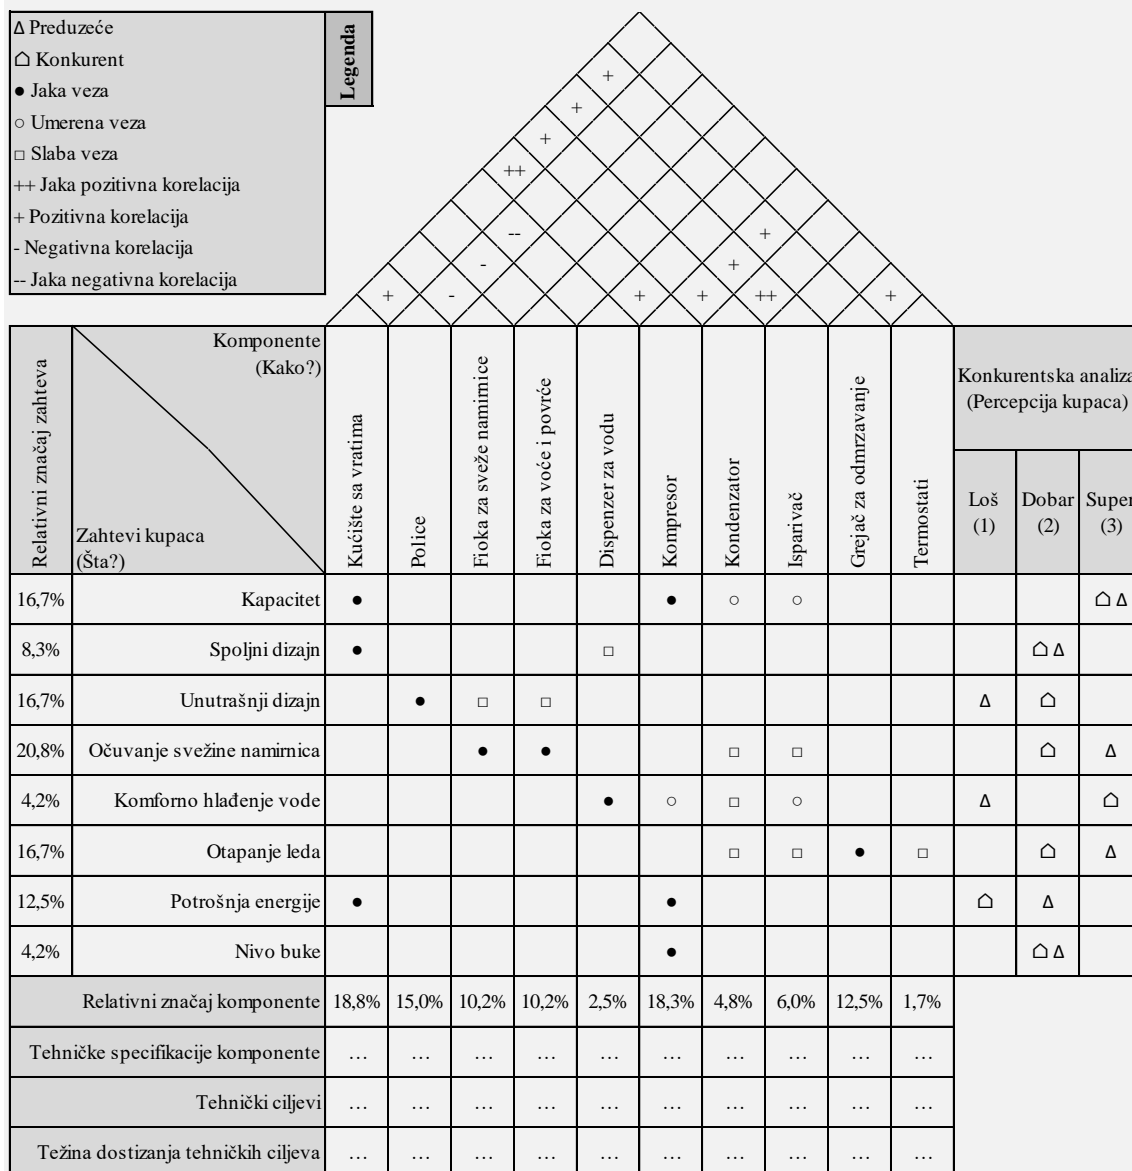 Δ Preduzeće
⌂ Konkurent
● Jaka veza
○ Umerena veza
□ Slaba veza
++ Jaka pozitivna korelacija
+ Pozitivna korelacija
- Negativna korelacija
-- Jaka negativna korelacija
Legenda
+
+
+
++
-- +
- +
+ - + + ++ +
Relativni značaj zahteva
Komponente
(Kako?)
Zahtevi kupaca
(Šta?)
Kućište sa vratima
Police
Fioka za sveže namirnice
Fioka za voće i povrće
Dispenzer za vodu
Kompresor
Kondenzator
Isparivač
Grejač za odmrzavanje
Termostati
Konkurentska analiza
(Percepcija kupaca)
Loš
(1)
Dobar
(2)
Super
(3)
16,7% Kapacitet ● ● ○ ○ ⌂ Δ
8,3% Spoljni dizajn ● □ ⌂ Δ
16,7% Unutrašnji dizajn ● □ □ Δ ⌂
20,8% Očuvanje svežine namirnica ● ● □ □ ⌂ Δ
4,2% Komforno hlađenje vode ● ○ □ ○ Δ ⌂
16,7% Otapanje leda □ □ ● □ ⌂ Δ
12,5% Potrošnja energije ● ● ⌂ Δ
4,2% Nivo buke ● ⌂ Δ
Relativni značaj komponente 18,8% 15,0% 10,2% 10,2% 2,5% 18,3% 4,8% 6,0% 12,5% 1,7%
Tehničke specifikacije komponente … … … … … … … … … …
Tehnički ciljevi … … … … … … … … … …
Težina dostizanja tehničkih ciljeva … … … … … … … … … …